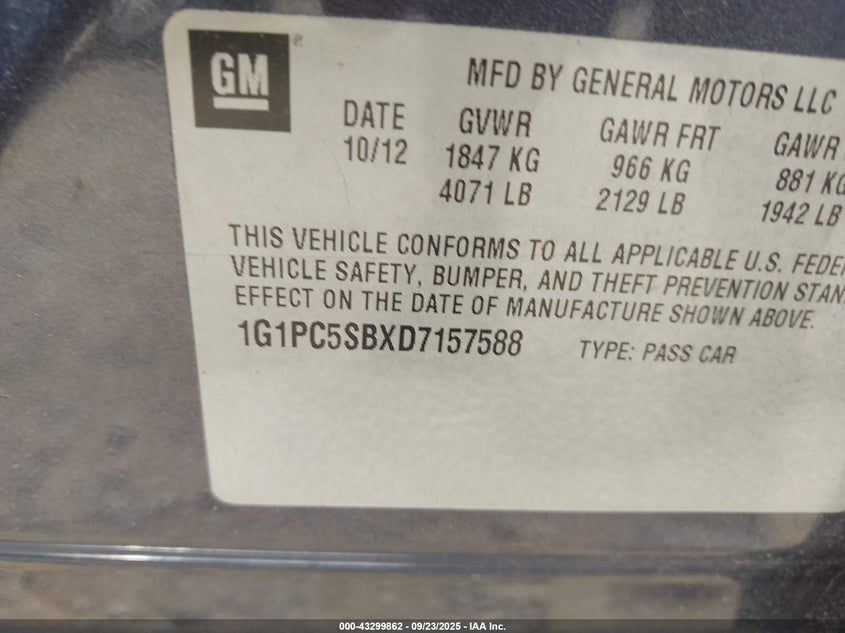 GM
MFD BY GENERAL MOTORS LLC
DATE GVWR GAWR FRT GAWR
10/12 1847 KG 966 KG 881 KG
4071 LB 2129 LB 1942 LB
THIS VEHICLE CONFORMS TO ALL APPLICABLE U.S. FEDER
VEHICLE SAFETY, BUMPER, AND THEFT PREVENTION STAN
EFFECT ON THE DATE OF MANUFACTURE SHOWN ABOVE.
1G1PC5SBXD7157588 TYPE: PASS CAR
000-43299862 - 09/23/2025 - IAA Inc.